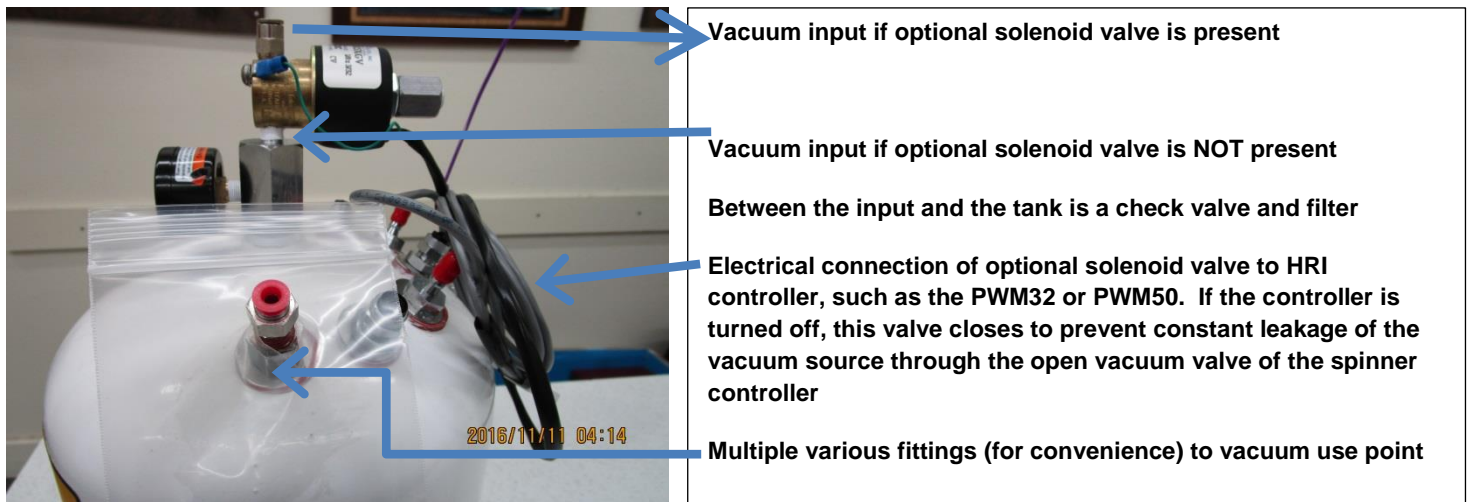 Vacuum input if optional solenoid valve is present
Vacuum input if optional solenoid valve is NOT present
Between the input and the tank is a check valve and filter
Electrical connection of optional solenoid valve to HRI
controller, such as the PWM32 or PWM50.  If the controller is
turned off, this valve closes to prevent constant leakage of the
vacuum source through the open vacuum valve of the spinner
controller
Multiple various fittings (for convenience) to vacuum use point
2016/11/11 04:14